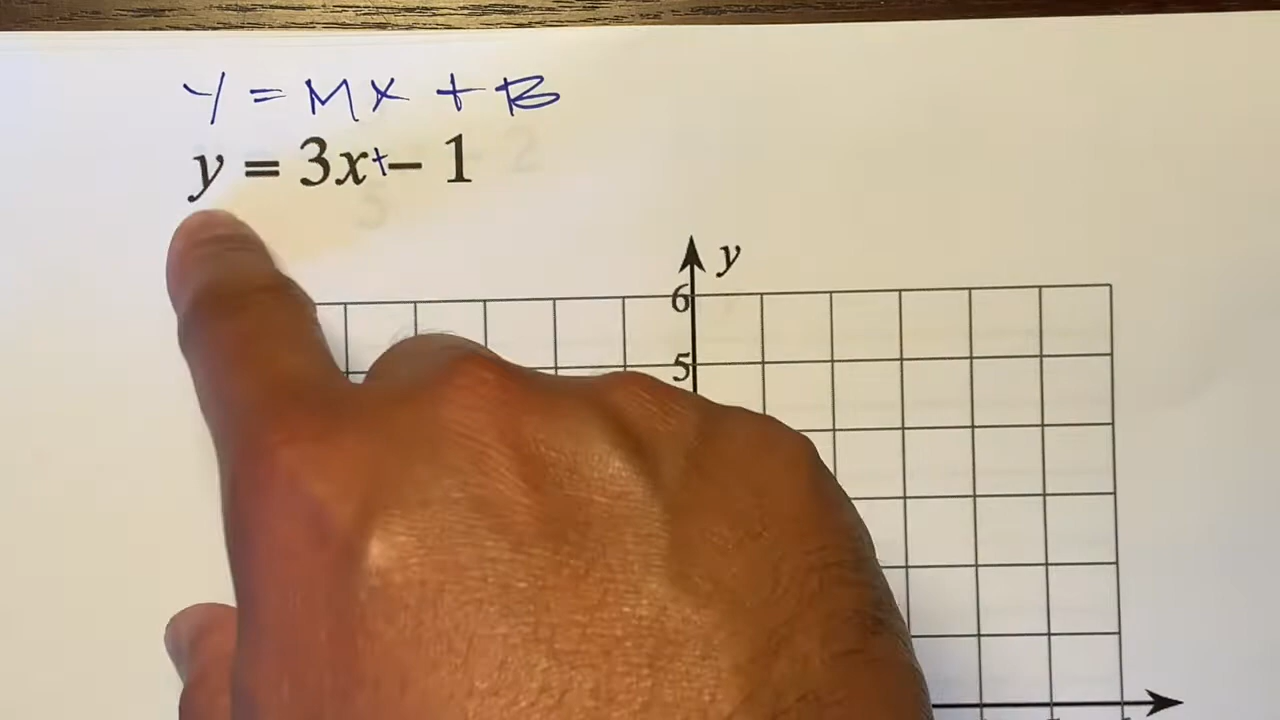 Y = MX + B
y = 3x+– 1
y
6
5